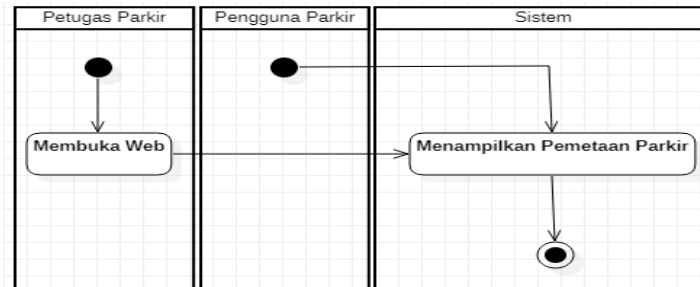 Petugas Parkir
Pengguna Parkir
Sistem
Membuka Web
Menampilkan Pemetaan Parkir